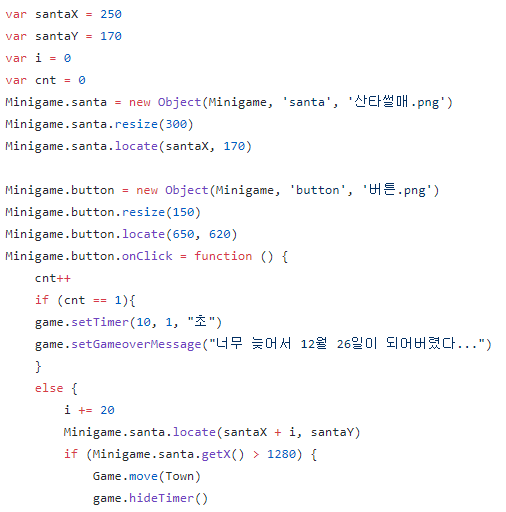 var santaX = 250
var santaY = 170
var i = 0
var cnt = 0
Minigame.santa = new Object(Minigame, 'santa', '산타썰매.png')
Minigame.santa.resize(300)
Minigame.santa.locate(santaX, 170)

Minigame.button = new Object(Minigame, 'button', '버튼.png')
Minigame.button.resize(150)
Minigame.button.locate(650, 620)
Minigame.button.onClick = function () {
    cnt++
    if (cnt == 1){
    game.setTimer(10, 1, "초")
    game.setGameoverMessage("너무 늦어서 12월 26일이 되어버렸다...")
    }
    else {
        i += 20
        Minigame.santa.locate(santaX + i, santaY)
        if (Minigame.santa.getX() > 1280) {
            Game.move(Town)
            game.hideTimer()